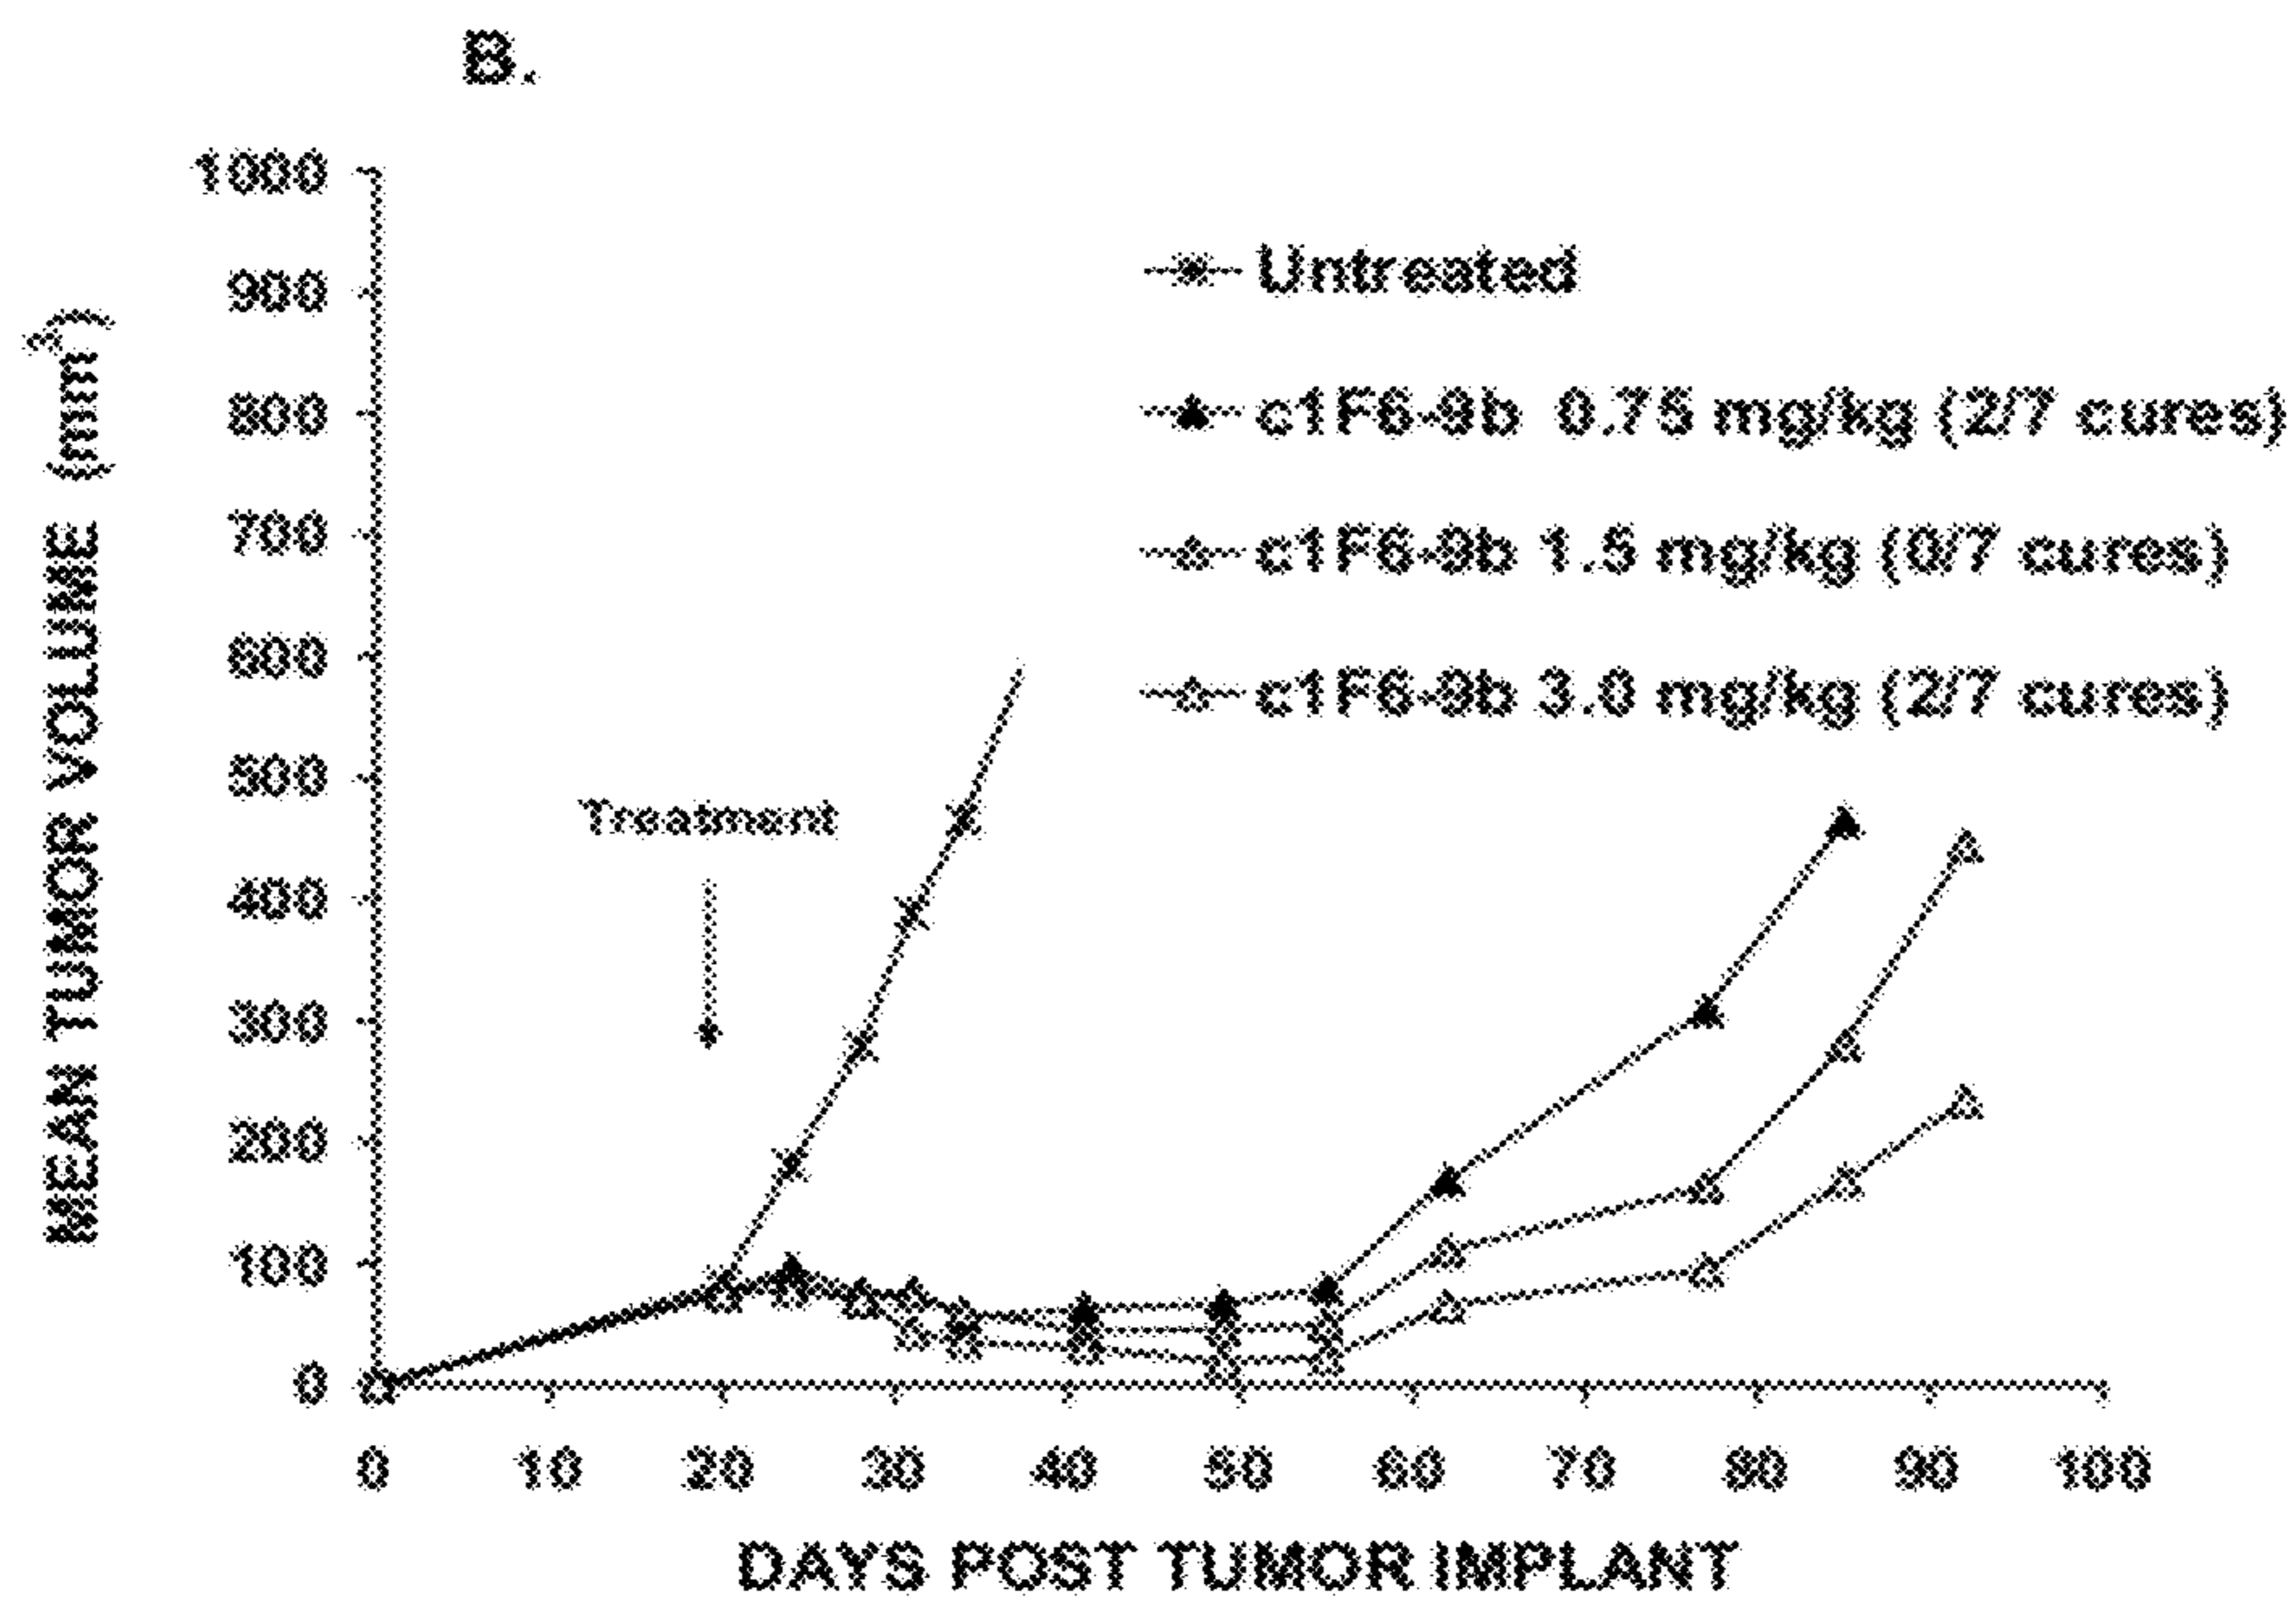 B.
1000
900
800
700
600
500
400
300
200
100
0
MEAN TUMOR VOLUME (mm³)
Untreated
c1F6-9b 0.75 mg/kg (2/7 cures)
c1F6-9b 1.5 mg/kg (0/7 cures)
c1F6-9b 3.0 mg/kg (2/7 cures)
Treatment
0 10 20 30 40 50 60 70 80 90 100
DAYS POST TUMOR IMPLANT